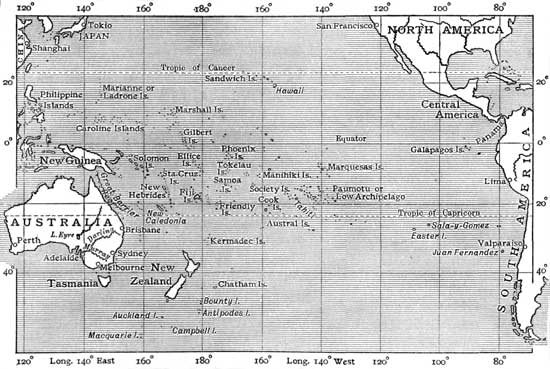 120° 140° 160° 180° 160° 140° 120° 100° 80°
CHINA
Tokio
JAPAN
Shanghai
San Francisco
NORTH AMERICA
Tropic of Cancer
20°
20°
Marianne or
Ladrone Is.
Sandwich Is.
Hawaii
Philippine
Islands
Marshall Is.
Central
America
Caroline Islands
Gilbert
Is.
Panama
0°
0°
Equator
New Guinea
Solomon
Is.
Ellice
Is.
Phoenix
Is.
Tokelau
Is.
Galapagos Is.
Marquesas Is.
Sta. Cruz
Is.
Samoa
Is.
Manihiki Is.
Lima
Great Barrier
New
Hebrides
Fiji
Is.
Society Is.
Tahiti
Paumotu or
Low Archipelago
Cook
Is.
Friendly
Is.
New
Caledonia
Tropic of Capricorn
20°
AUSTRALIA
L. Eyre
Darling
Brisbane
Austral Is.
Sala-y-Gomez
Easter I.
SOUTH AMERICA
Perth
Kermadec Is.
Valparaiso
Adelaide
Murray
Sydney
Juan Fernandez
Melbourne
New
Zealand
40°
40°
Tasmania
Chatham Is.
Bounty I.
Antipodes I.
Auckland I.
Campbell I.
Macquarie I.
120° Long. 140° East 160° 180° 160° Long. 140° West 120° 100° 80°